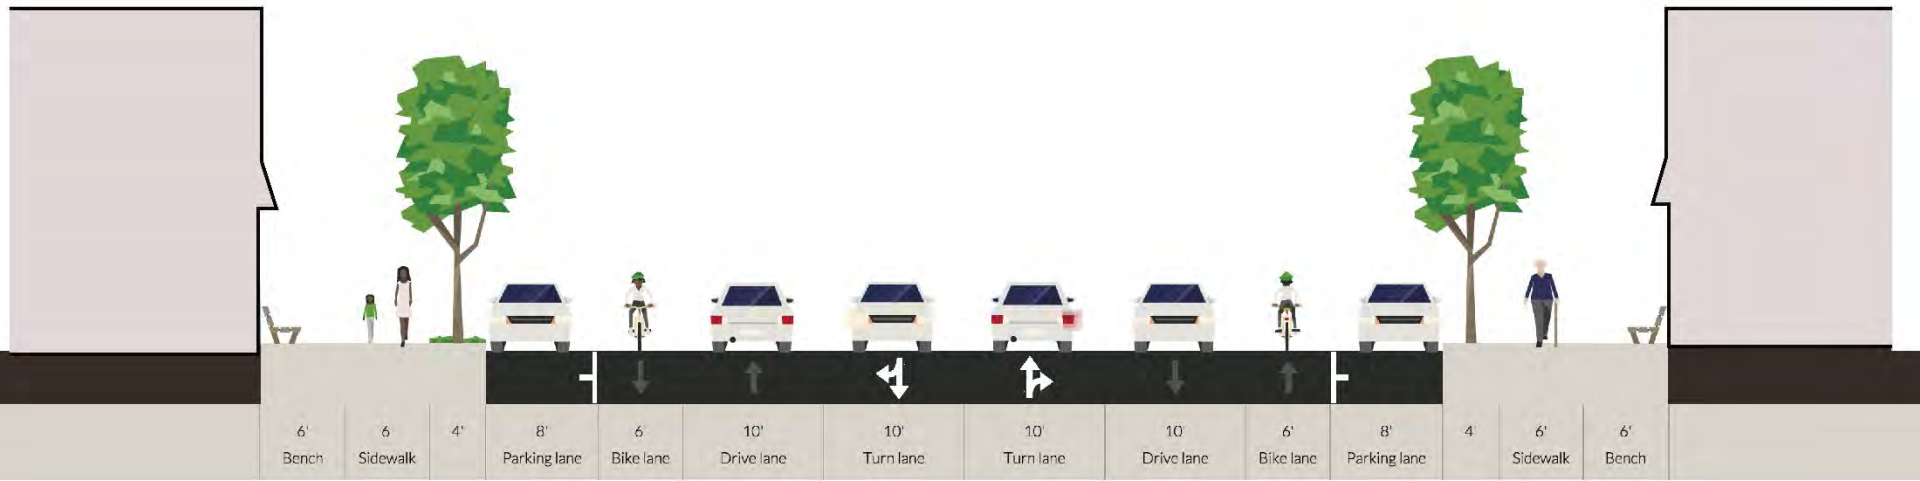 6' 6 4' 8' 6' 10' 10' 10' 10 6' 8' 4 6' 6'
Bench Sidewalk Parking lane Bike lane Drive lane Turn lane Turn lane Drive lane Bike lane Parking lane Sidewalk Bench